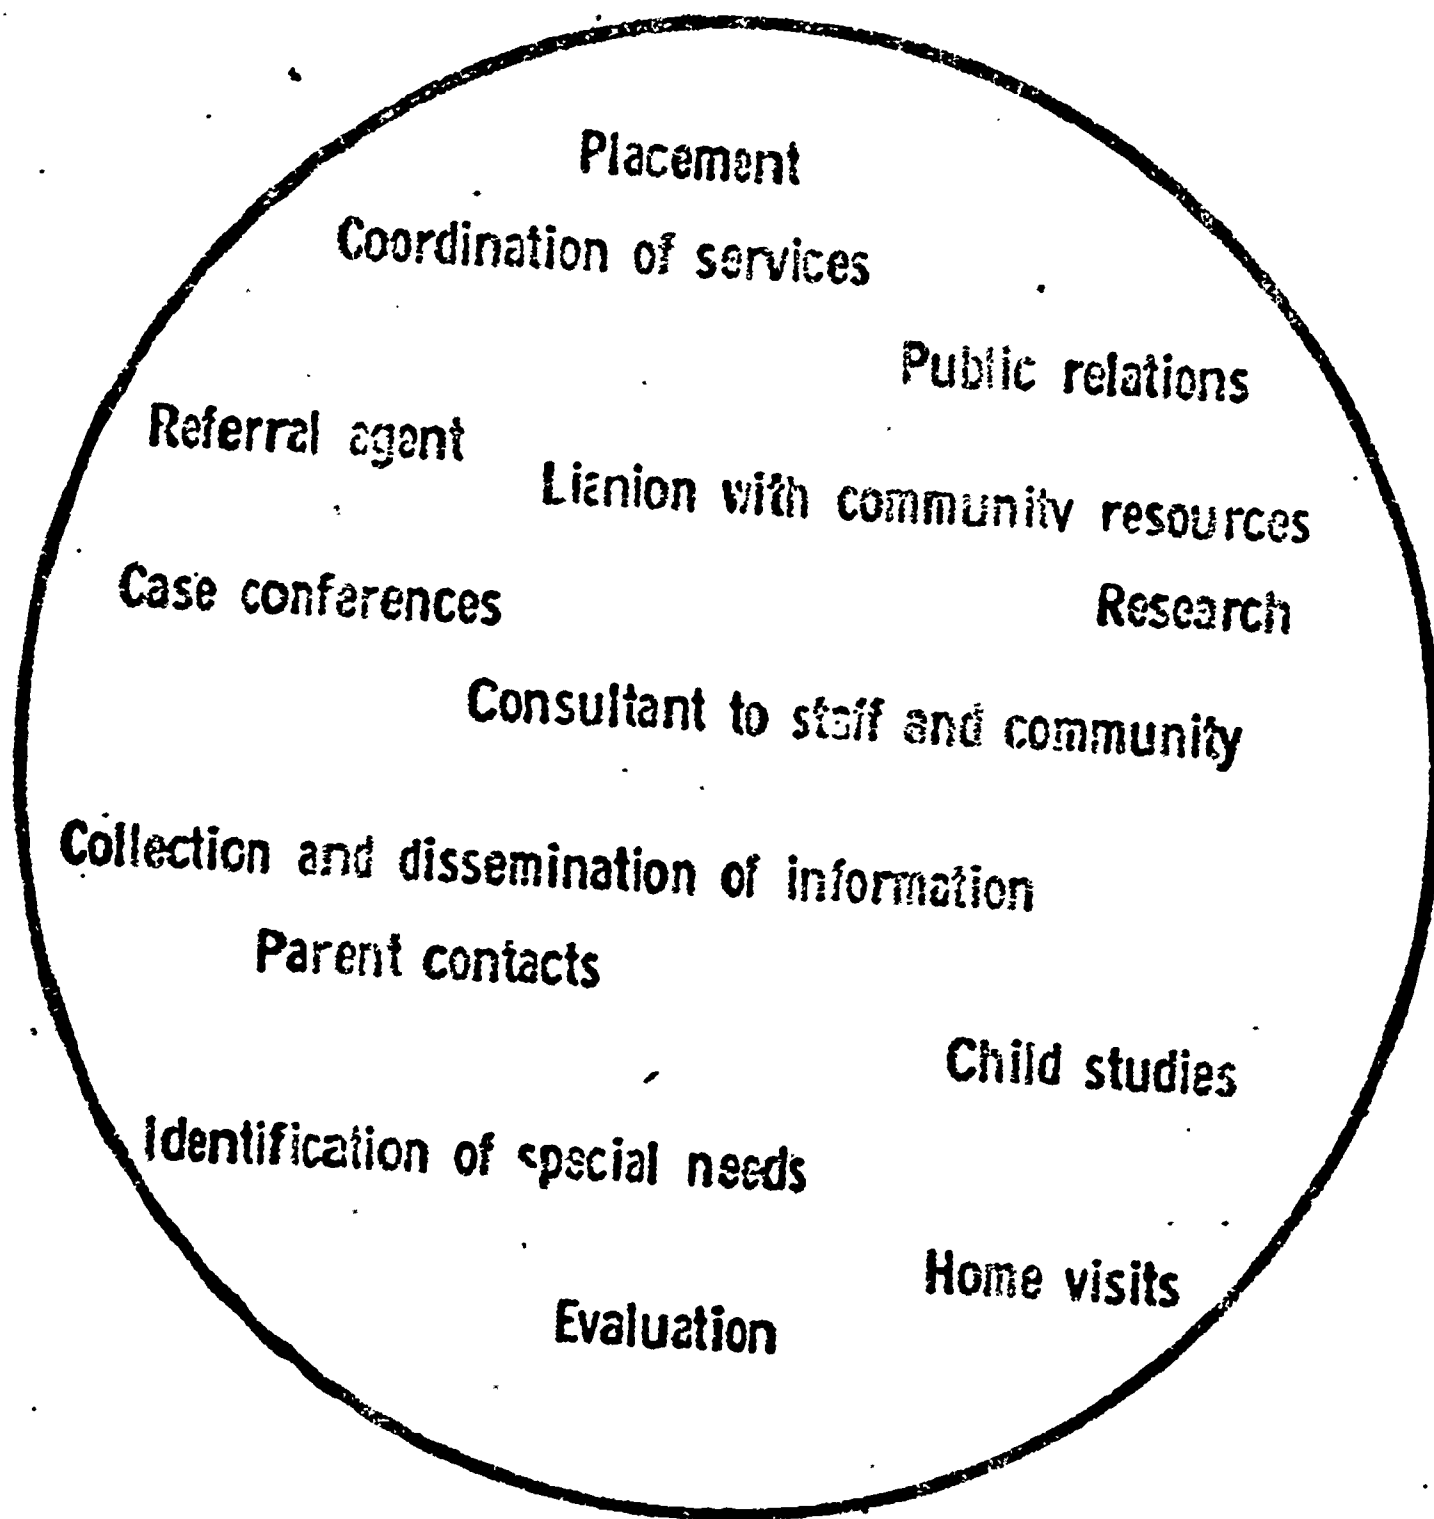 Placement
Coordination of services
Public relations
Referral agent
Lianion with community resources
Case conferences
Research
Consultant to staff and community
Collection and dissemination of information
Parent contacts
Child studies
Identification of special needs
Home visits
Evaluation